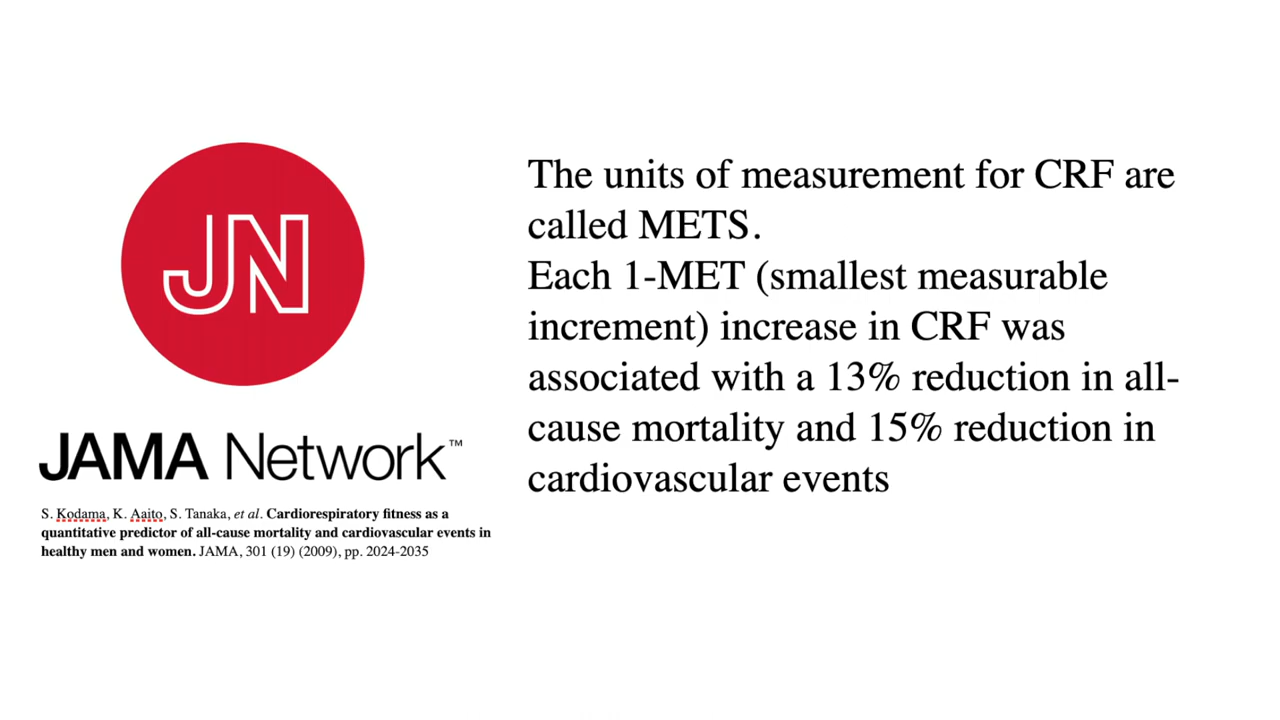 JN
JAMA Network™
S. Kodama, K. Aaito, S. Tanaka, et al. Cardiorespiratory fitness as a
quantitative predictor of all-cause mortality and cardiovascular events in
healthy men and women. JAMA, 301 (19) (2009), pp. 2024-2035
The units of measurement for CRF are
called METS.
Each 1-MET (smallest measurable
increment) increase in CRF was
associated with a 13% reduction in all-
cause mortality and 15% reduction in
cardiovascular events